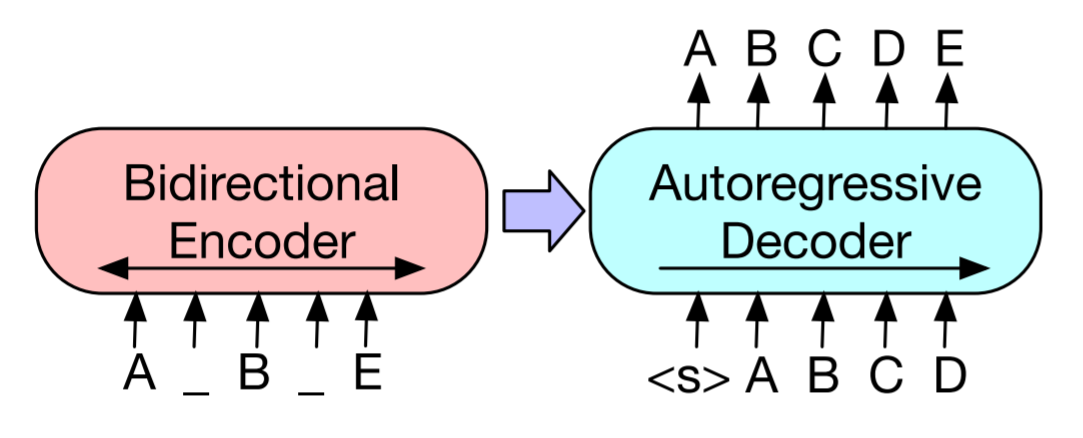 A B C D E
Bidirectional
Encoder
Autoregressive
Decoder
A _ B _ E
<s> A B C D